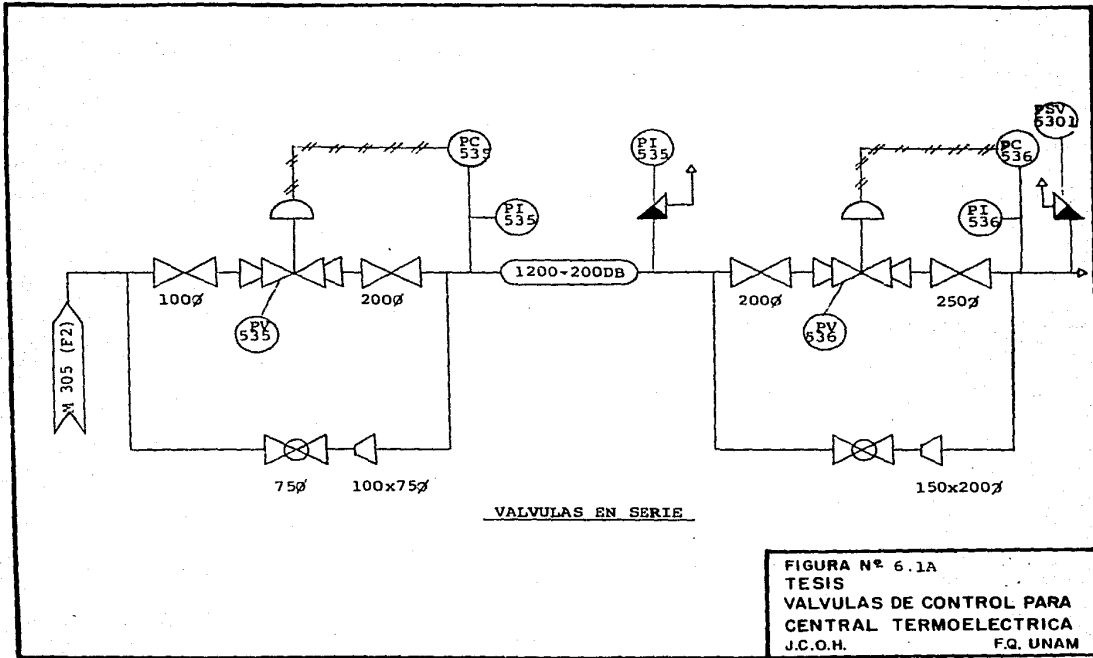 PSV
5301
PC
535
PI
535
PC
536
PI
535
PI
536
1200-200DB
100ø
200ø
200ø
250ø
PV
535
PV
536
M 305 (F2)
75ø
100x75ø
150x200ø
VALVULAS EN SERIE
FIGURA Nº 6.1A
TESIS
VALVULAS DE CONTROL PARA
CENTRAL TERMOELECTRICA
J.C.O.H. F.Q. UNAM